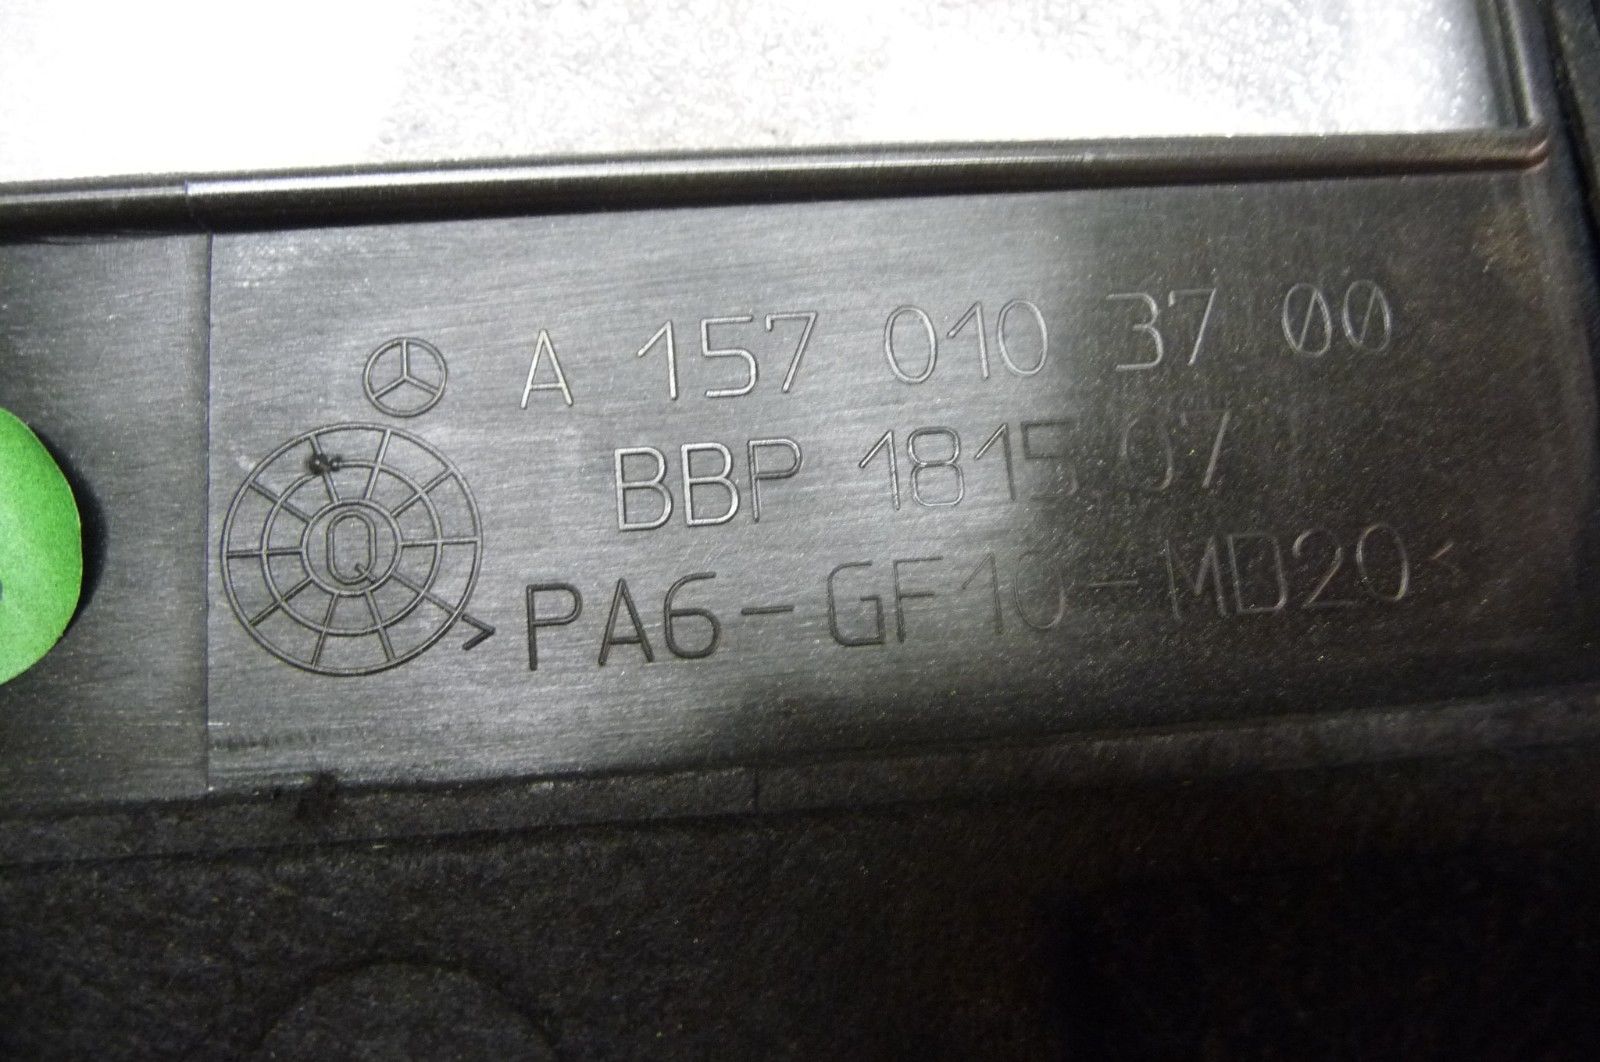 A 157 010 37 00
BBP 1815.07
>PA6-GF10-MD20<